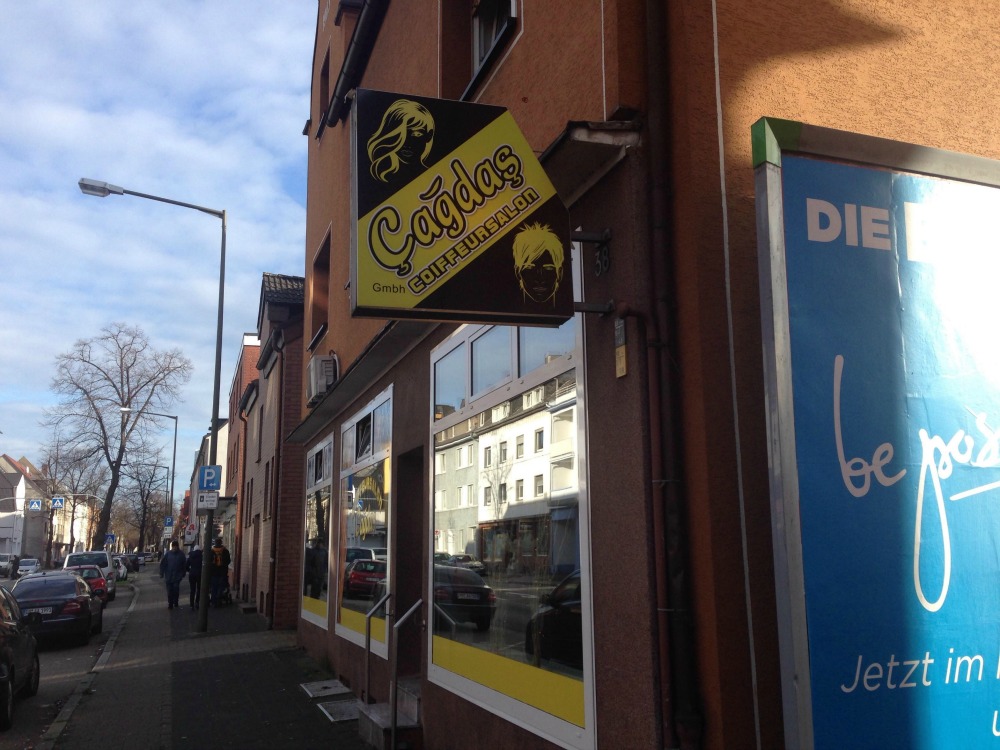 Çağdaş
COIFFEURSALON
Gmbh
38
P
DIE
be
Jetzt im